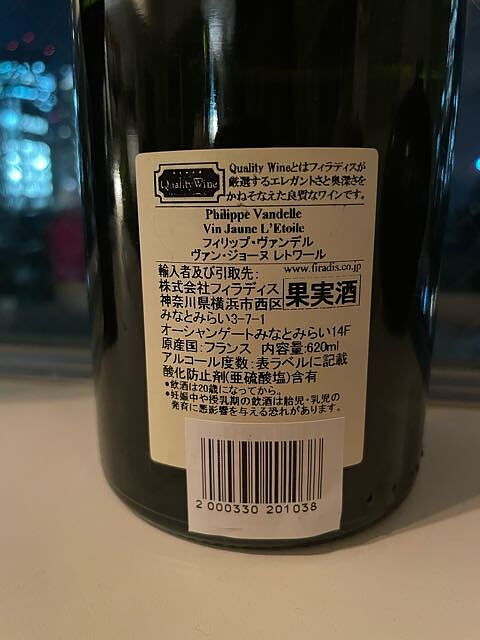 Quality Wine
Quality Wineとはフィラディスが
厳選するエレガントさと奥深さを
かねそなえた良質なワインです。
Philippe Vandelle
Vin Jaune L'Etoile
フィリップ・ヴァンデル
ヴァン・ジョーヌ レトワール
輸入者及び引取先: www.firadis.co.jp
株式会社フィラディス
神奈川県横浜市西区
果実酒
みなとみらい3-7-1
オーシャンゲートみなとみらい14F
原産国:フランス 内容量:620ml
アルコール度数:表ラベルに記載
酸化防止剤(亜硫酸塩)含有
●飲酒は20歳になってから。
●妊娠中や授乳期の飲酒は胎児・乳児の
発育に悪影響を与える恐れがあります。
2 000330 201038